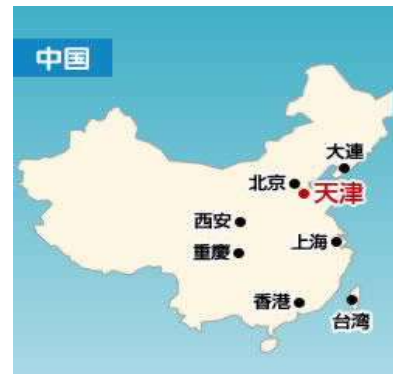 中国
大連
北京
天津
西安
上海
重慶
香港
台湾